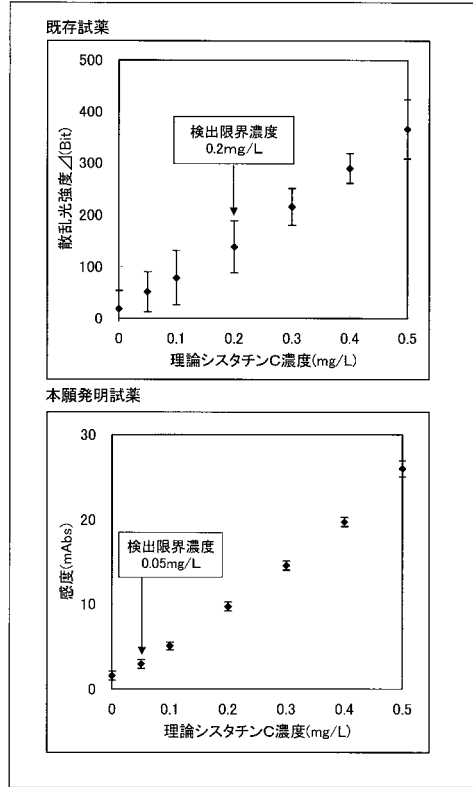 既存試薬
500
400
300
200
100
0
散乱光強度⊿(Bit)
検出限界濃度
0.2mg/L
0
0.1
0.2
0.3
0.4
0.5
理論シスタチンC濃度(mg/L)
本願発明試薬
30
20
10
0
感度(mAbs)
検出限界濃度
0.05mg/L
0
0.1
0.2
0.3
0.4
0.5
理論シスタチンC濃度(mg/L)